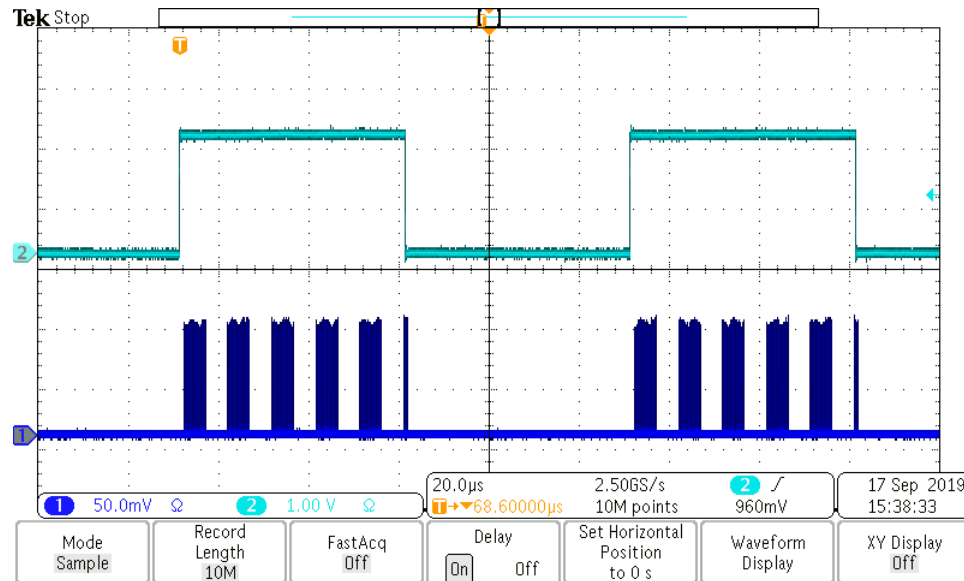 Tek Stop
T
T
2
1
1 50.0mV Ω 2 1.00 V Ω
20.0µs 2.50GS/s 2
T→▼68.60000µs 10M points 960mV
17 Sep 2019
15:38:33
Mode
Sample
Record
Length
10M
FastAcq
Off
Delay
On Off
Set Horizontal
Position
to 0 s
Waveform
Display
XY Display
Off